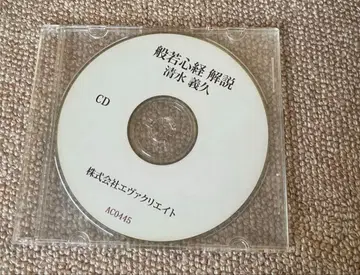 般若心経 解説
清水 義久
CD
株式会社エヴァクリエイト
AC0445